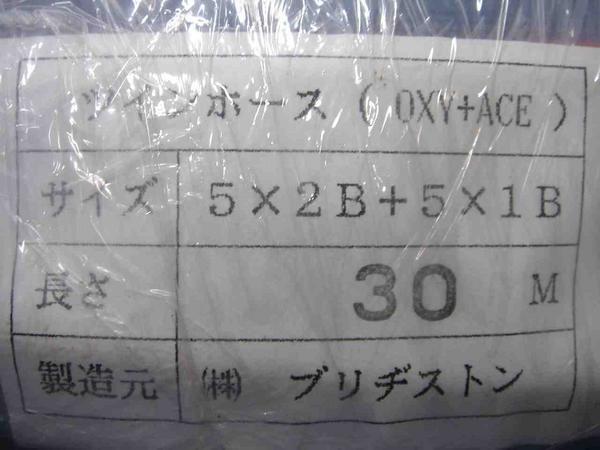 ツインホース ( OXY+ACE )
サイズ 5×2B+5×1B
長さ 30 M
製造元 ㈱ ブリヂストン